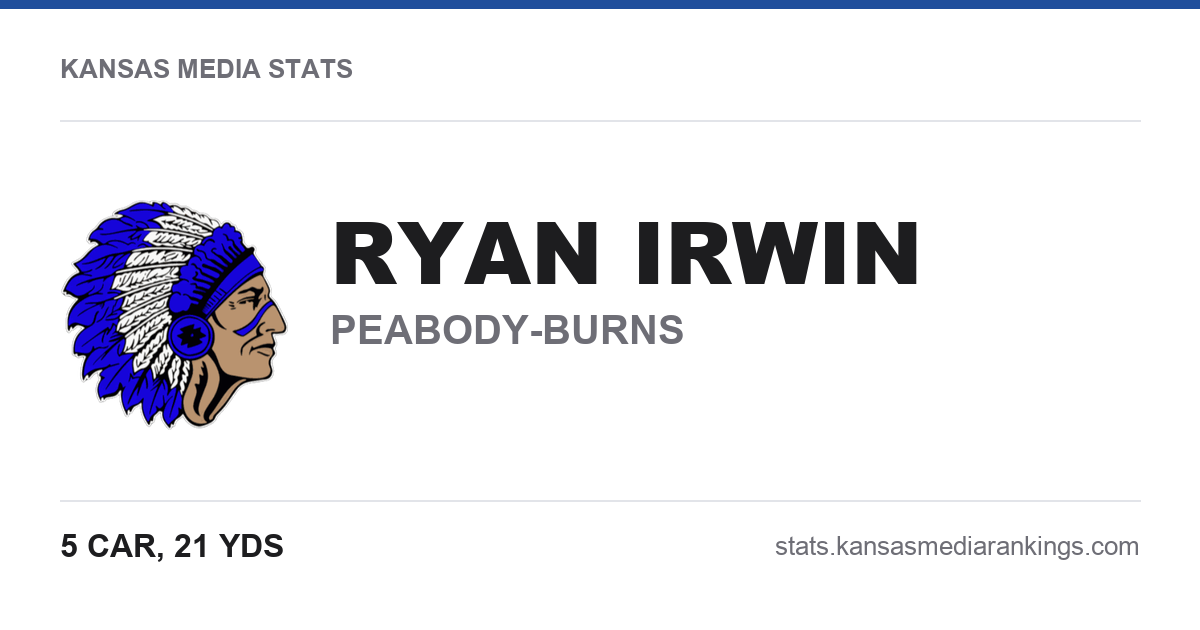 KANSAS MEDIA STATS
RYAN IRWIN
PEABODY-BURNS
5 CAR, 21 YDS
stats.kansasmediarankings.com